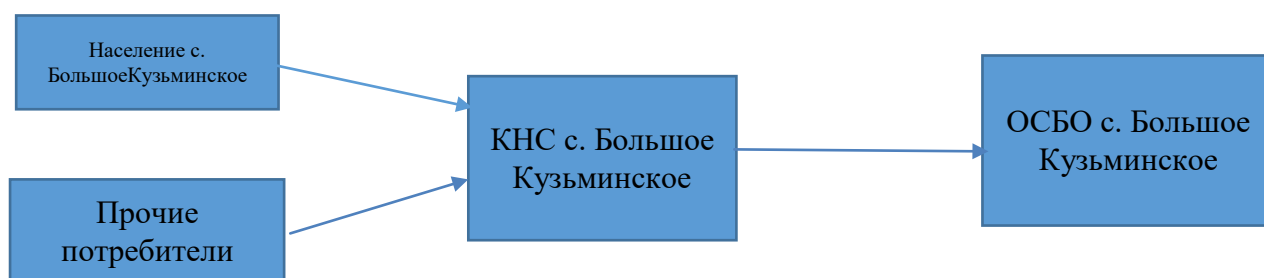 Население с.
БольшоеКузьминское
Прочие
потребители
КНС с. Большое
Кузьминское
ОСБО с. Большое
Кузьминское